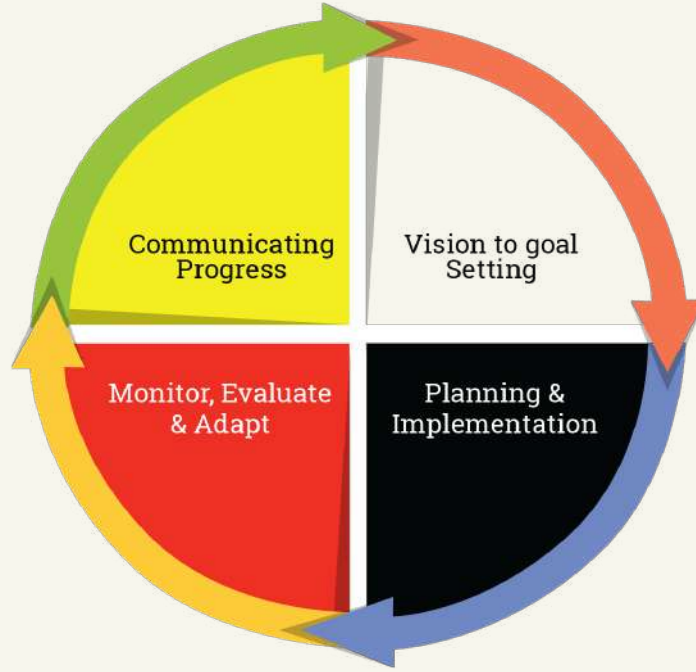 Communicating
Progress
Vision to goal
Setting
Monitor, Evaluate
& Adapt
Planning &
Implementation